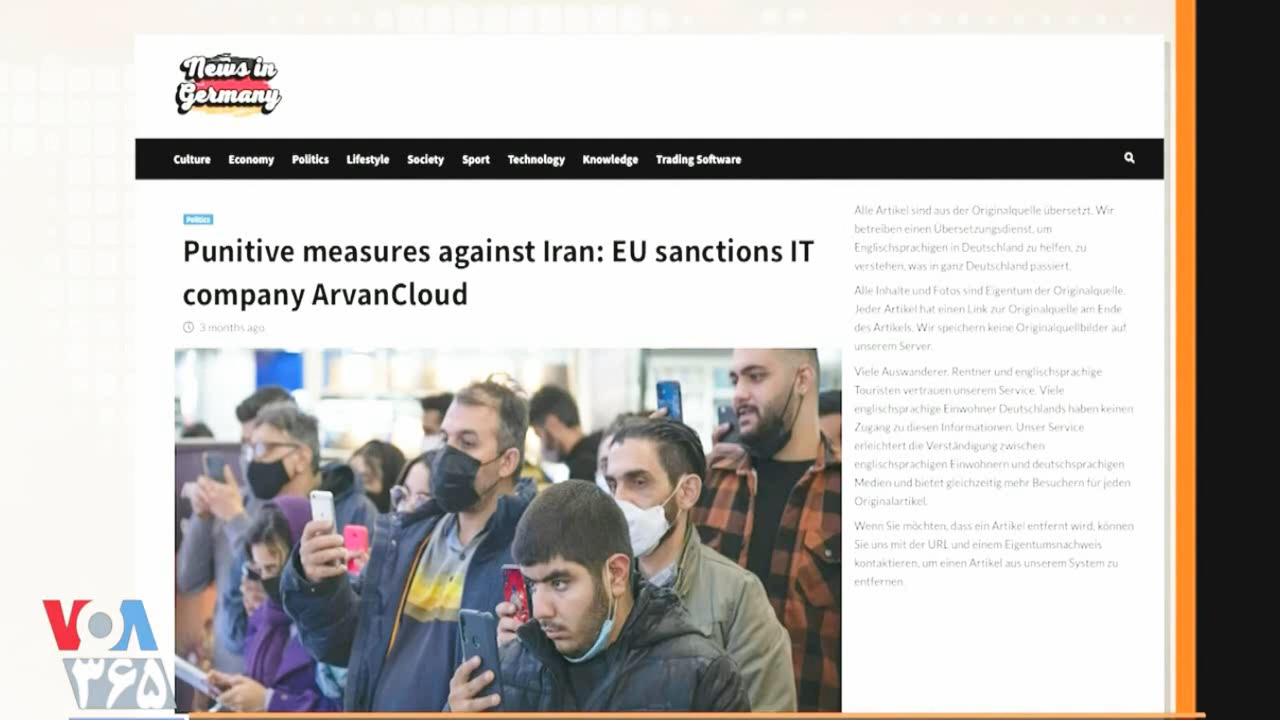 News in
Germany
Culture Economy Politics Lifestyle Society Sport Technology Knowledge Trading Software
Politics
Punitive measures against Iran: EU sanctions IT
company ArvanCloud
3 months ago
Alle Artikel sind aus der Originalquelle übersetzt. Wir
betreiben einen Übersetzungsdienst, um
Englischsprachigen in Deutschland zu helfen, zu
verstehen, was in ganz Deutschland passiert.
Alle Inhalte und Fotos sind Eigentum der Originalquelle.
Jeder Artikel hat einen Link zur Originalquelle am Ende
des Artikels. Wir speichern keine Originalquellbilder auf
unserem Server.
Viele Auswanderer, Rentner und englischsprachige
Touristen vertrauen unserem Service. Viele
englischsprachige Einwohner Deutschlands haben keinen
Zugang zu diesen Informationen. Unser Service
erleichtert die Verständigung zwischen
englischsprachigen Einwohnern und deutschsprachigen
Medien und bietet gleichzeitig mehr Besuchern für jeden
Originalartikel.
Wenn Sie möchten, dass ein Artikel entfernt wird, können
Sie uns mit der URL und einem Eigentumsnachweis
kontaktieren, um einen Artikel aus unserem System zu
entfernen.
VOA
۳۶۵